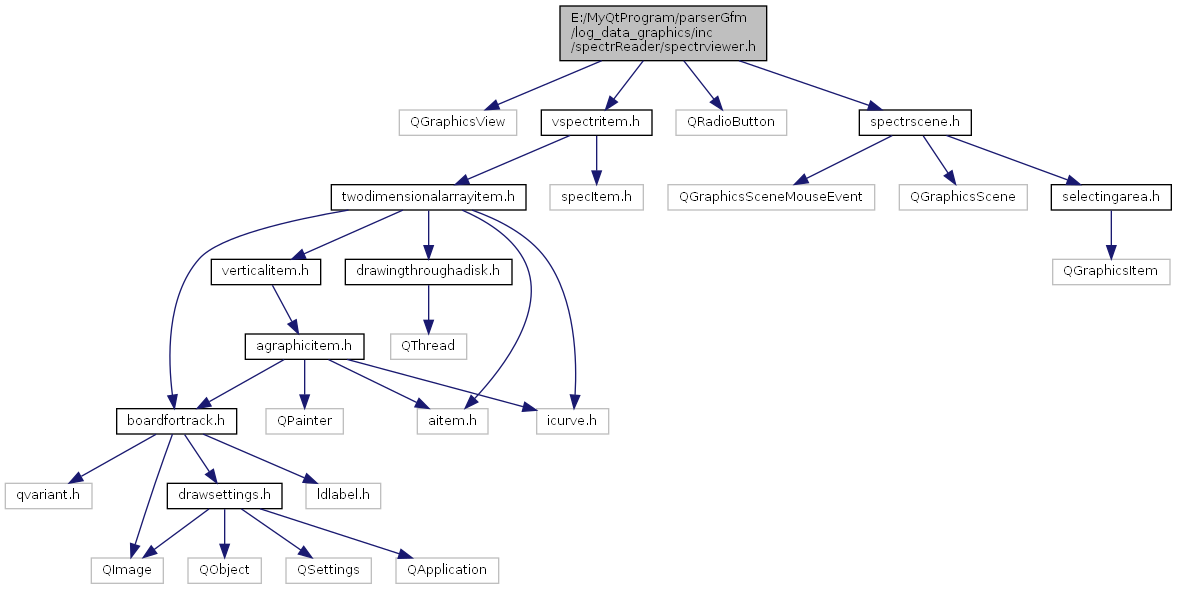 E:/MyQtProgram/parserGfm
/log_data_graphics/inc
/spectrReader/spectrviewer.h
QGraphicsView
vspectritem.h
QRadioButton
spectrscene.h
twodimensionalarrayitem.h
specItem.h
QGraphicsSceneMouseEvent
QGraphicsScene
selectingarea.h
verticalitem.h
drawingthroughadisk.h
QGraphicsItem
agraphicitem.h
QThread
boardfortrack.h
QPainter
aitem.h
icurve.h
qvariant.h
drawsettings.h
ldlabel.h
QImage
QObject
QSettings
QApplication